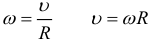 ω = υ/R    υ = ωR